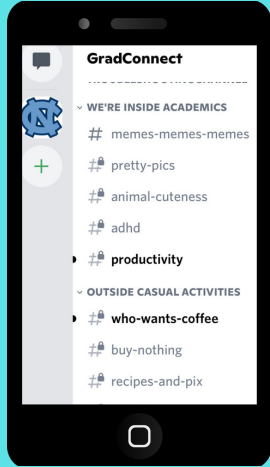 GradConnect
WE'RE INSIDE ACADEMICS
# memes-memes-memes
# pretty-pics
# animal-cuteness
# adhd
# productivity
OUTSIDE CASUAL ACTIVITIES
# who-wants-coffee
# buy-nothing
# recipes-and-pix